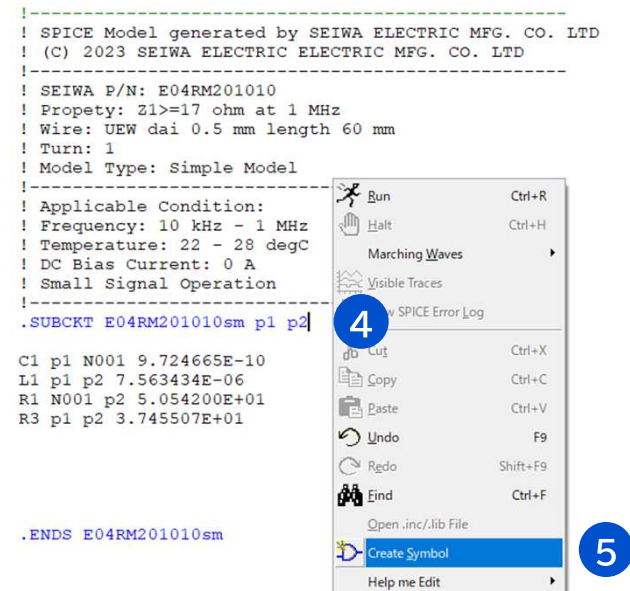 !-------------------------------------------------------
! SPICE Model generated by SEIWA ELECTRIC MFG. CO. LTD
! (C) 2023 SEIWA ELECTRIC ELECTRIC MFG. CO. LTD
!-------------------------------------------------------
! SEIWA P/N: E04RM201010
! Propety: Z1>=17 ohm at 1 MHz
! Wire: UEW dai 0.5 mm length 60 mm
! Turn: 1
! Model Type: Simple Model
!-------------------------------
! Applicable Condition:
! Frequency: 10 kHz - 1 MHz
! Temperature: 22 - 28 degC
! DC Bias Current: 0 A
! Small Signal Operation
!-------------------------------
.SUBCKT E04RM201010sm p1 p2
C1 p1 N001 9.724665E-10
L1 p1 p2 7.563434E-06
R1 N001 p2 5.054200E+01
R3 p1 p2 3.745507E+01
.ENDS E04RM201010sm
Run Ctrl+R
Halt Ctrl+H
Marching Waves
Visible Traces
SPICE Error Log
4
Cut Ctrl+X
Copy Ctrl+C
Paste Ctrl+V
Undo F9
Redo Shift+F9
Find Ctrl+F
Open .inc/.lib File
Create Symbol
5
Help me Edit